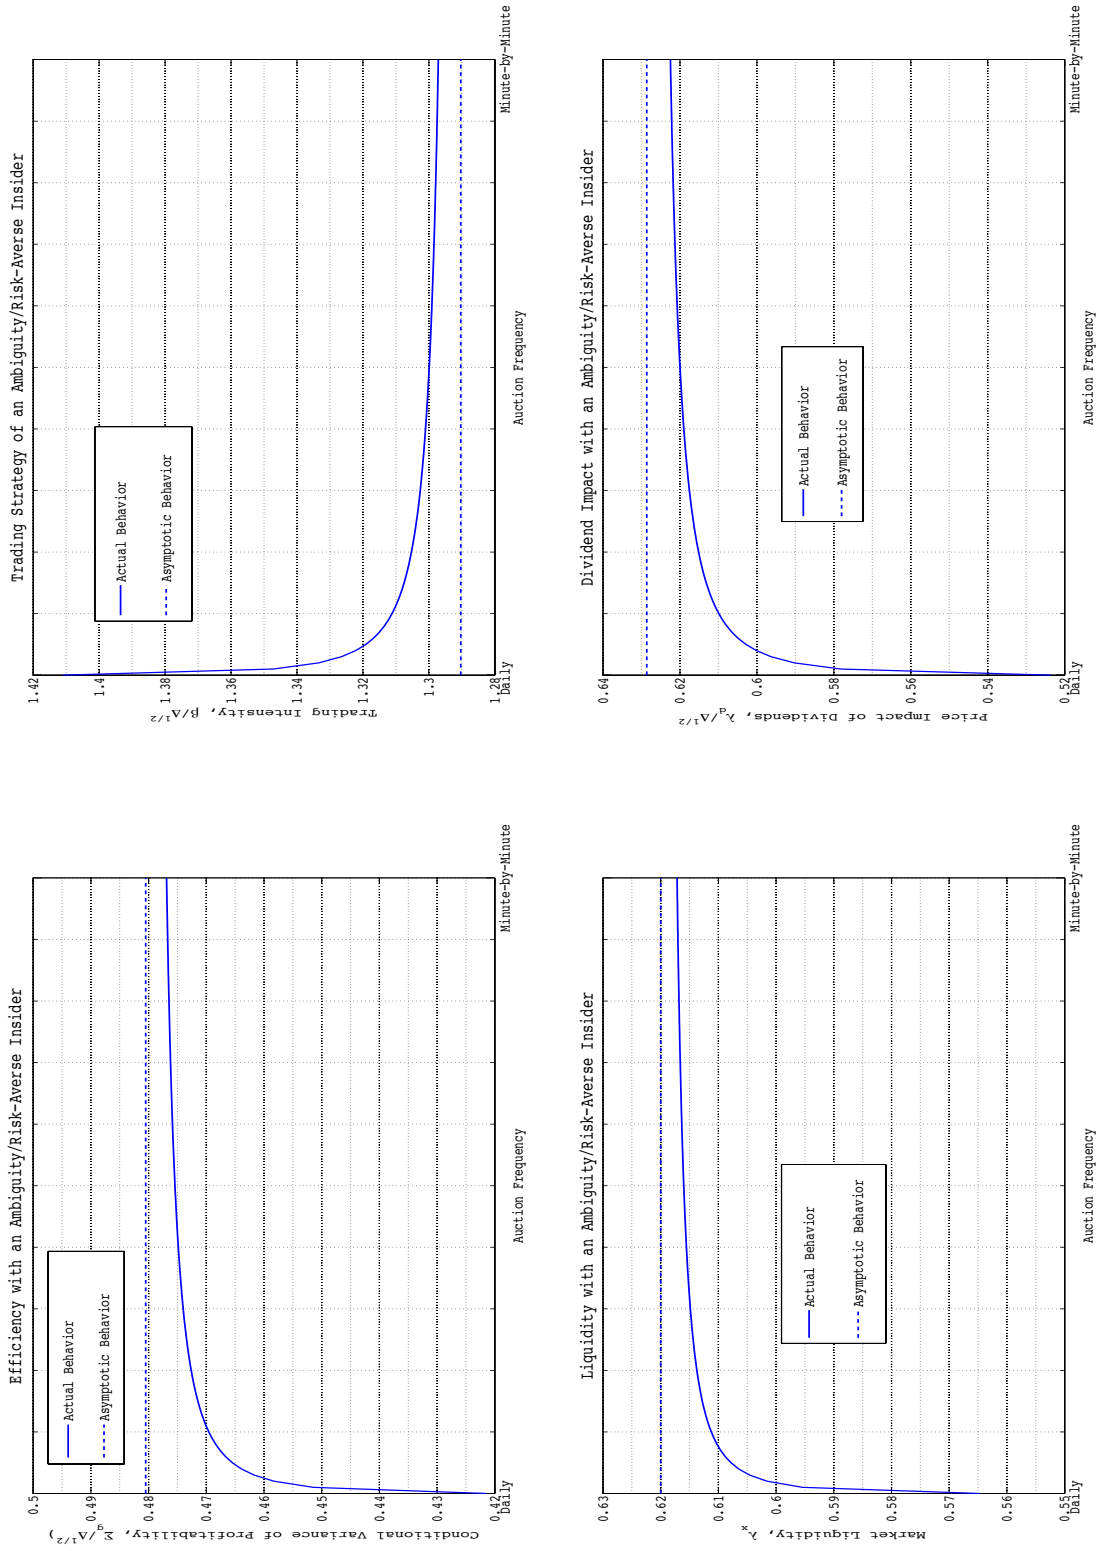 Efficiency with an Ambiguity/Risk-Averse Insider
Conditional Variance of Profitability, Σg/Δ1/2)
0.5
0.49
0.48
0.47
0.46
0.45
0.44
0.43
0.42
Actual Behavior
Asymptotic Behavior
Daily
Minute-by-Minute
Auction Frequency
Trading Strategy of an Ambiguity/Risk-Averse Insider
Trading Intensity, β/Δ1/2
1.42
1.4
1.38
1.36
1.34
1.32
1.3
1.28
Actual Behavior
Asymptotic Behavior
Daily
Minute-by-Minute
Auction Frequency
Liquidity with an Ambiguity/Risk-Averse Insider
Market Liquidity, λx
0.63
0.62
0.61
0.6
0.59
0.58
0.57
0.56
0.55
Actual Behavior
Asymptotic Behavior
Daily
Minute-by-Minute
Auction Frequency
Dividend Impact with an Ambiguity/Risk-Averse Insider
Price Impact of Dividends, λd/Δ1/2
0.64
0.62
0.6
0.58
0.56
0.54
0.52
Actual Behavior
Asymptotic Behavior
Daily
Minute-by-Minute
Auction Frequency